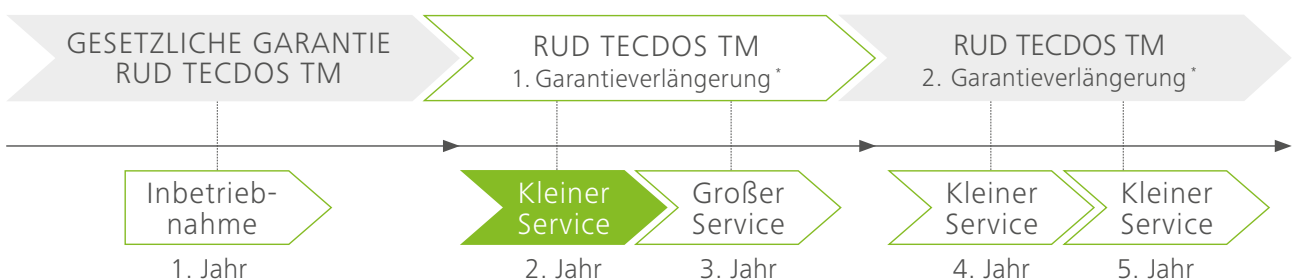 GESETZLICHE GARANTIE
RUD TECDOS TM
RUD TECDOS TM
1. Garantieverlängerung *
RUD TECDOS TM
2. Garantieverlängerung *
Inbetrieb-
nahme
Kleiner
Service
Großer
Service
Kleiner
Service
Kleiner
Service
1. Jahr
2. Jahr
3. Jahr
4. Jahr
5. Jahr